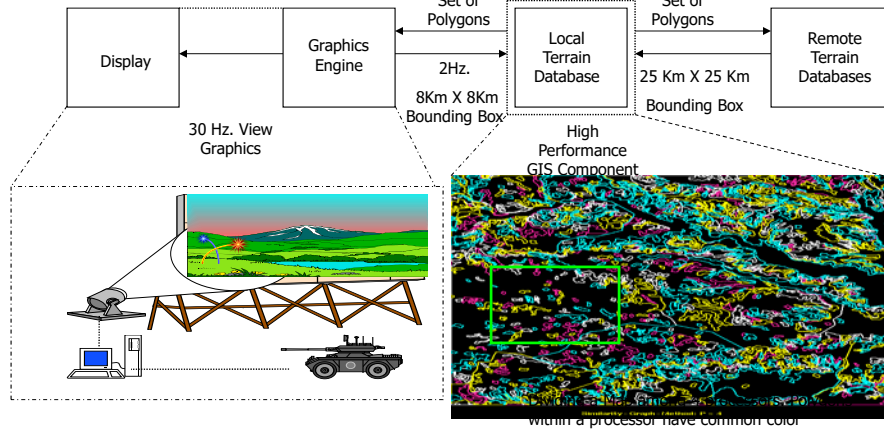 Set of
Polygons
Set of
Polygons
Display
Graphics
Engine
Local
Terrain
Database
Remote
Terrain
Databases
2Hz.
8Km X 8Km
Bounding Box
25 Km X 25 Km
Bounding Box
30 Hz. View
Graphics
High
Performance
GIS Component
within a processor have common color